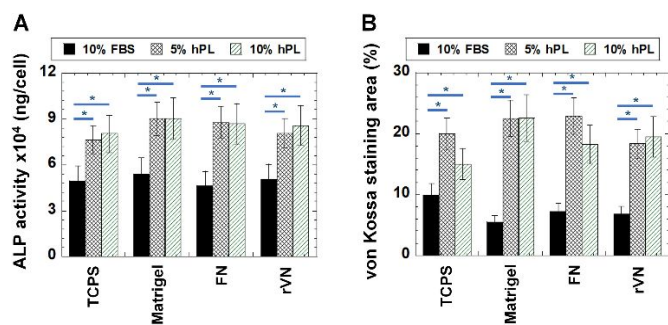 A
10% FBS 5% hPL 10% hPL
ALP activity x10⁴ (ng/cell)
12
9
6
3
0
* * * *
* * * *
TCPS
Matrigel
FN
rVN
B
10% FBS 5% hPL 10% hPL
von Kossa staining area (%)
30
20
10
0
* * * *
* * * *
TCPS
Matrigel
FN
rVN